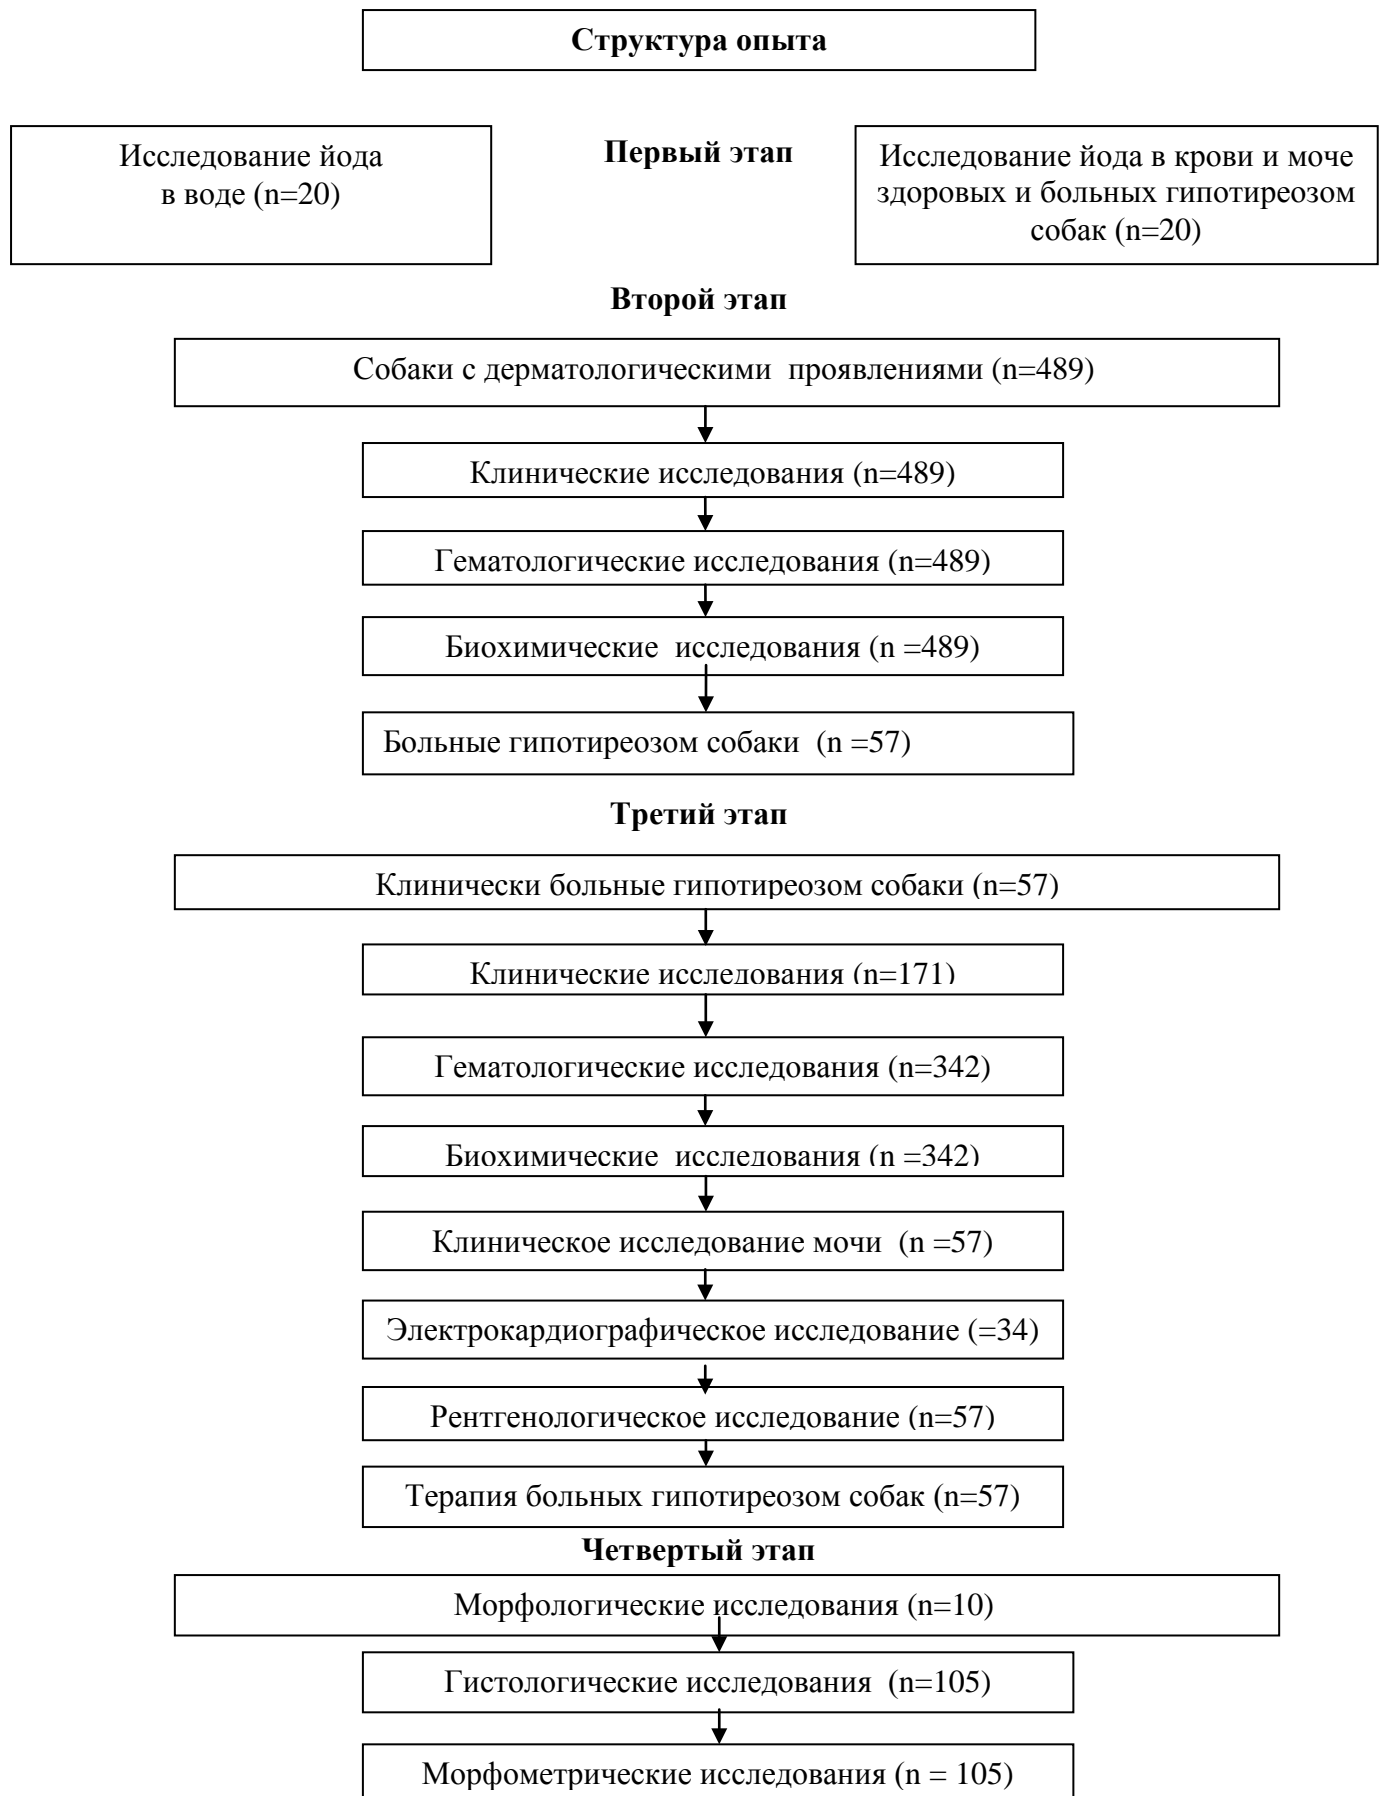 Структура опыта
Исследование йода
в воде (n=20)
Первый этап
Исследование йода в крови и моче
здоровых и больных гипотиреозом
собак (n=20)
Второй этап
Собаки с дерматологическими проявлениями (n=489)
Клинические исследования (n=489)
Гематологические исследования (n=489)
Биохимические исследования (n =489)
Больные гипотиреозом собаки (n =57)
Третий этап
Клинически больные гипотиреозом собаки (n=57)
Клинические исследования (n=171)
Гематологические исследования (n=342)
Биохимические исследования (n =342)
Клиническое исследование мочи (n =57)
Электрокардиографическое исследование (=34)
Рентгенологическое исследование (n=57)
Терапия больных гипотиреозом собак (n=57)
Четвертый этап
Морфологические исследования (n=10)
Гистологические исследования (n=105)
Морфометрические исследования (n = 105)